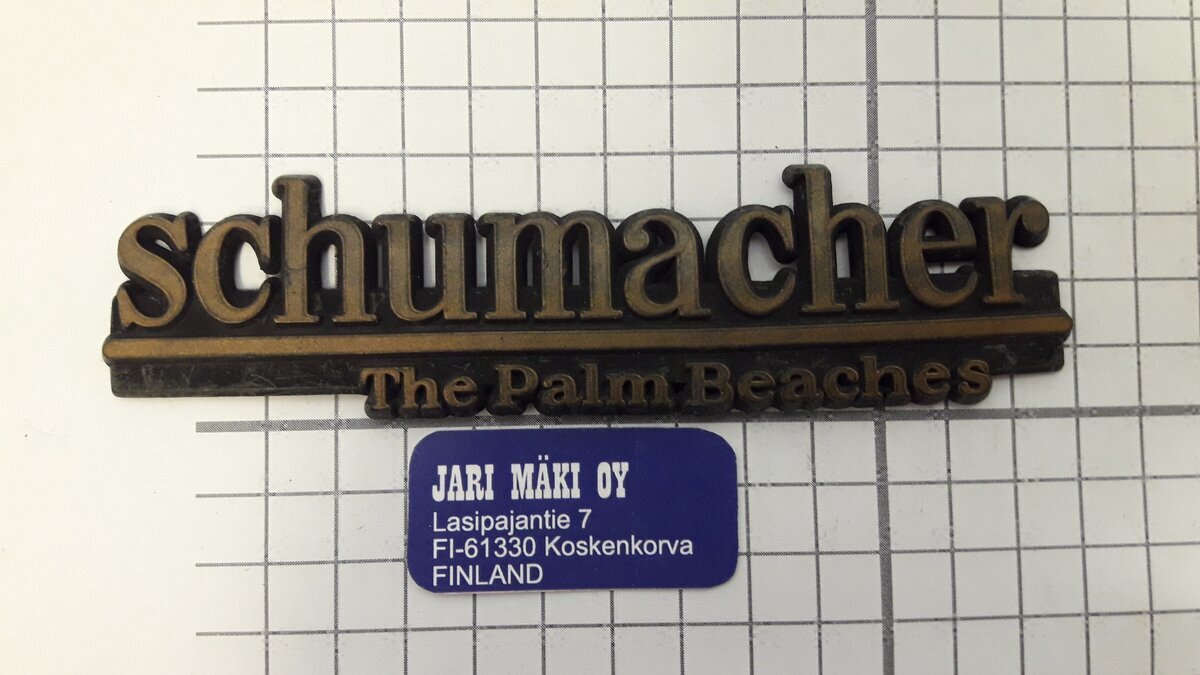 schumacher
The Palm Beaches
JARI MÄKI OY
Lasipajantie 7
FI-61330 Koskenkorva
FINLAND